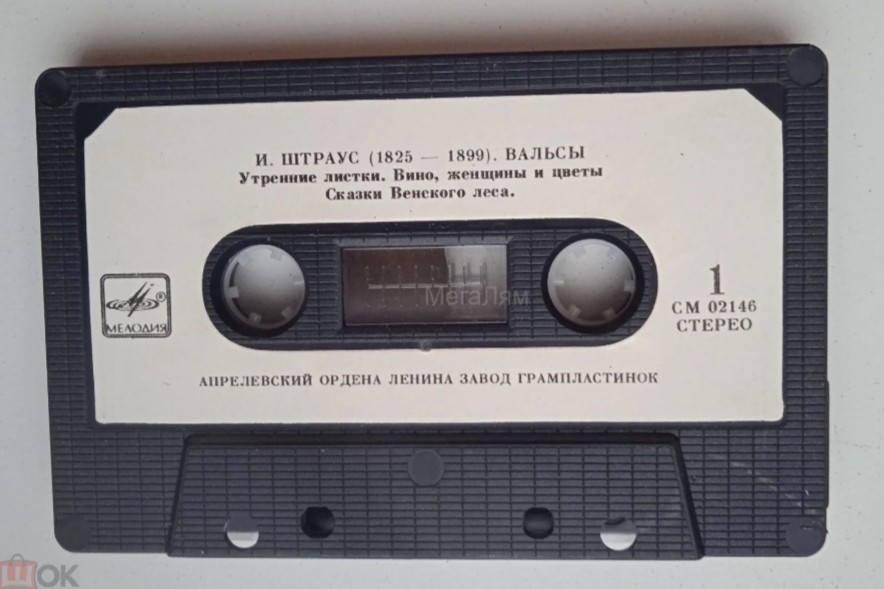 И. ШТРАУС (1825 — 1899). ВАЛЬСЫ
Утренние листки. Вино, женщины и цветы
Сказки Венского леса.
МегаЛям
1
СМ 02146
СТЕРЕО
® МЕЛОДИЯ
АПРЕЛЕВСКИЙ ОРДЕНА ЛЕНИНА ЗАВОД ГРАМПЛАСТИНОК
ШОК